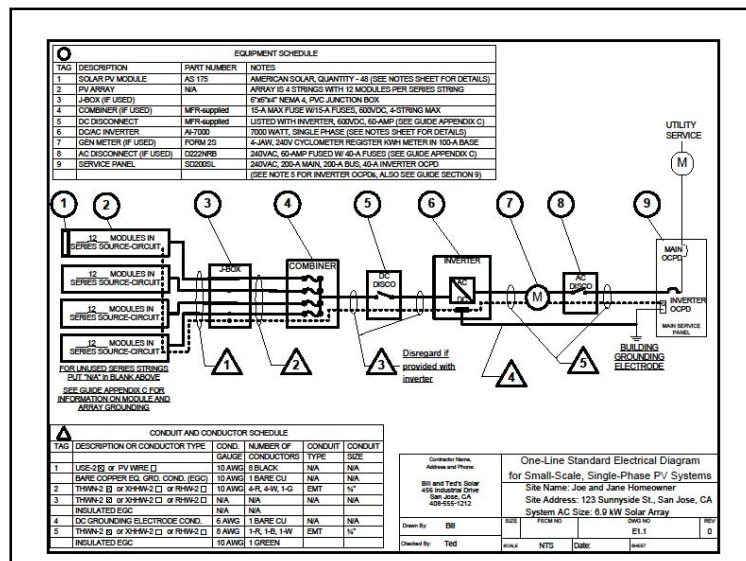 EQUIPMENT SCHEDULE
TAG DESCRIPTION PART NUMBER NOTES
1 SOLAR PV MODULE AS 175 AMERICAN SOLAR, QUANTITY - 48 (SEE NOTES SHEET FOR DETAILS)
2 PV ARRAY N/A ARRAY IS 4 STRINGS WITH 12 MODULES PER SERIES STRING
3 J-BOX (IF USED) 6"x6"x4" NEMA 4, PVC JUNCTION BOX
4 COMBINER (IF USED) MFR-supplied 15-A MAX FUSE W/15-A FUSES, 600VDC, 4-STRING MAX
5 DC DISCONNECT MFR-supplied LISTED WITH INVERTER, 600VDC, 60-AMP (SEE GUIDE APPENDIX C)
6 DC/AC INVERTER AI-7000 7000 WATT, SINGLE PHASE (SEE NOTES SHEET FOR DETAILS)
7 GEN METER (IF USED) FORM 2S 4-JAW, 240V CYCLOMETER REGISTER KWH METER IN 100-A BASE
8 AC DISCONNECT (IF USED) D222NRB 240VAC, 60-AMP FUSED W/ 40-A FUSES (SEE GUIDE APPENDIX C)
9 SERVICE PANEL SD200SL 240VAC, 200-A MAIN, 200-A BUS, 40-A INVERTER OCPD
(SEE NOTE 5 FOR INVERTER OCPDs, ALSO SEE GUIDE SECTION 9)
UTILITY
SERVICE
M
1 2 3 4 5 6 7 8 9
12 MODULES IN
SERIES SOURCE-CIRCUIT
12 MODULES IN
SERIES SOURCE-CIRCUIT
12 MODULES IN
SERIES SOURCE-CIRCUIT
12 MODULES IN
SERIES SOURCE-CIRCUIT
J-BOX
COMBINER
DC
DISCO
INVERTER
AC
DC
M
AC
DISCO
MAIN
OCPD
INVERTER
OCPD
MAIN SERVICE
PANEL
FOR UNUSED SERIES STRINGS
PUT "N/A" in BLANK ABOVE
SEE GUIDE APPENDIX C FOR
INFORMATION ON MODULE AND
ARRAY GROUNDING
1 2 3 4 5
Disregard if
provided with
inverter
BUILDING
GROUNDING
ELECTRODE
CONDUIT AND CONDUCTOR SCHEDULE
TAG DESCRIPTION OR CONDUCTOR TYPE COND. GAUGE NUMBER OF CONDUCTORS CONDUIT TYPE CONDUIT SIZE
1 USE-2 ☒ or PV WIRE ☐ 10 AWG 8 BLACK N/A N/A
BARE COPPER EQ. GRD. COND. (EGC) 10 AWG 1 BARE CU N/A N/A
2 THWN-2 ☒ or XHHW-2 ☐ or RHW-2 ☐ 10 AWG 4-R, 4-W, 1-G EMT ¾"
3 THWN-2 ☒ or XHHW-2 ☐ or RHW-2 ☐ N/A N/A N/A N/A
INSULATED EGC N/A N/A
4 DC GROUNDING ELECTRODE COND. 6 AWG 1 BARE CU N/A N/A
5 THWN-2 ☒ or XHHW-2 ☐ or RHW-2 ☐ 8 AWG 1-R, 1-B, 1-W EMT ¾"
INSULATED EGC 10 AWG 1 GREEN
Contractor Name,
Address and Phone:
Bill and Ted's Solar
456 Industrial Drive
San Jose, CA
408-555-1212
Drawn By: Bill
Checked By: Ted
One-Line Standard Electrical Diagram
for Small-Scale, Single-Phase PV Systems
Site Name: Joe and Jane Homeowner
Site Address: 123 Sunnyside St., San Jose, CA
System AC Size: 6.9 kW Solar Array
SIZE FSCM NO DWG NO REV
E1.1 0
SCALE NTS Date: SHEET